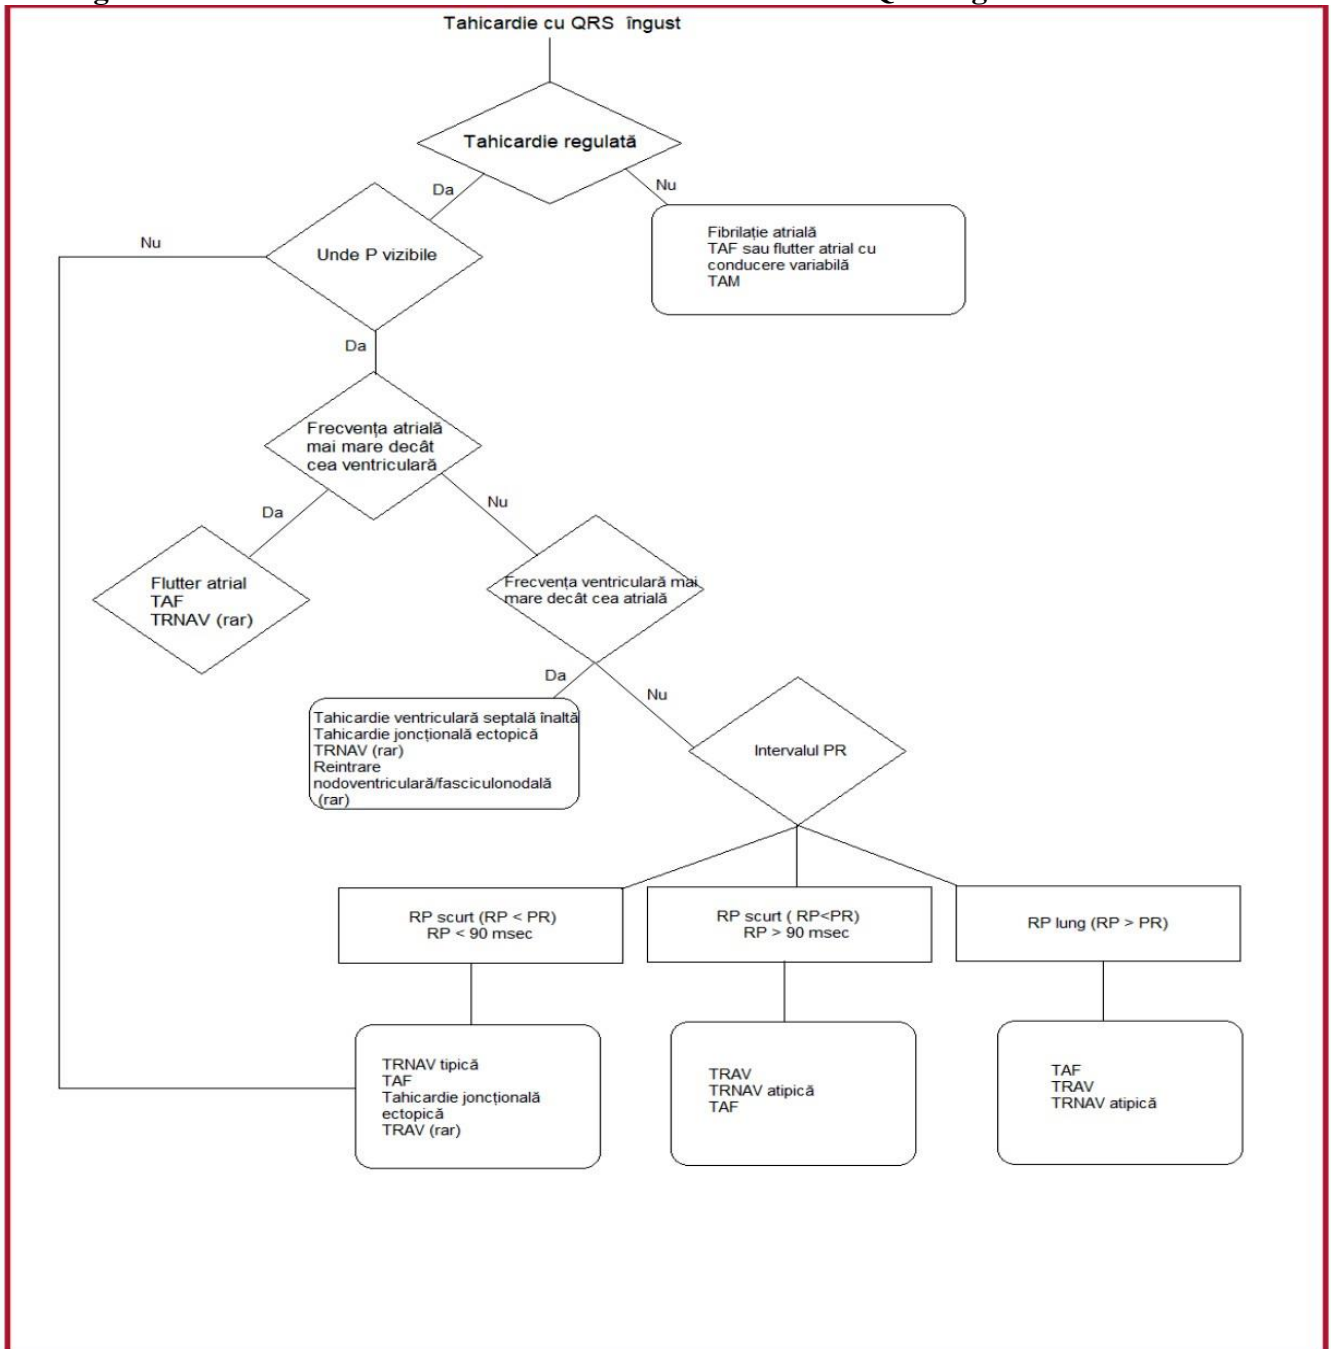 Tahicardie cu QRS îngust
Tahicardie regulată
Da
Nu
Fibrilație atrială
TAF sau flutter atrial cu
conducere variabilă
TAM
Nu
Unde P vizibile
Da
Frecvența atrială
mai mare decât
cea ventriculară
Da
Nu
Flutter atrial
TAF
TRNAV (rar)
Frecvența ventriculară mai
mare decât cea atrială
Da
Nu
Tahicardie ventriculară septală înaltă
Tahicardie joncțională ectopică
TRNAV (rar)
Reintrare
nodoventriculară/fasciculonodală
(rar)
Intervalul PR
RP scurt (RP < PR)
RP < 90 msec
RP scurt ( RP<PR)
RP > 90 msec
RP lung (RP > PR)
TRNAV tipică
TAF
Tahicardie joncțională
ectopică
TRAV (rar)
TRAV
TRNAV atipică
TAF
TAF
TRAV
TRNAV atipică